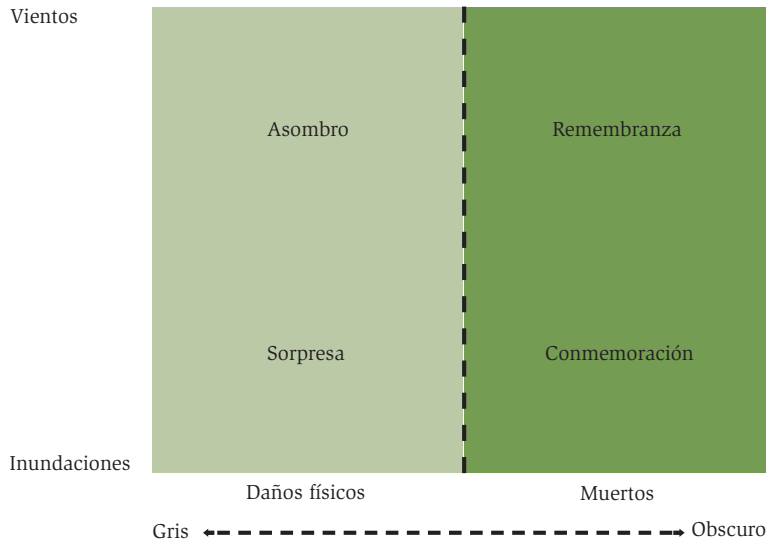 Vientos
Asombro Remembranza
Sorpresa Conmemoración
Inundaciones
Daños físicos Muertos
Gris Obscuro